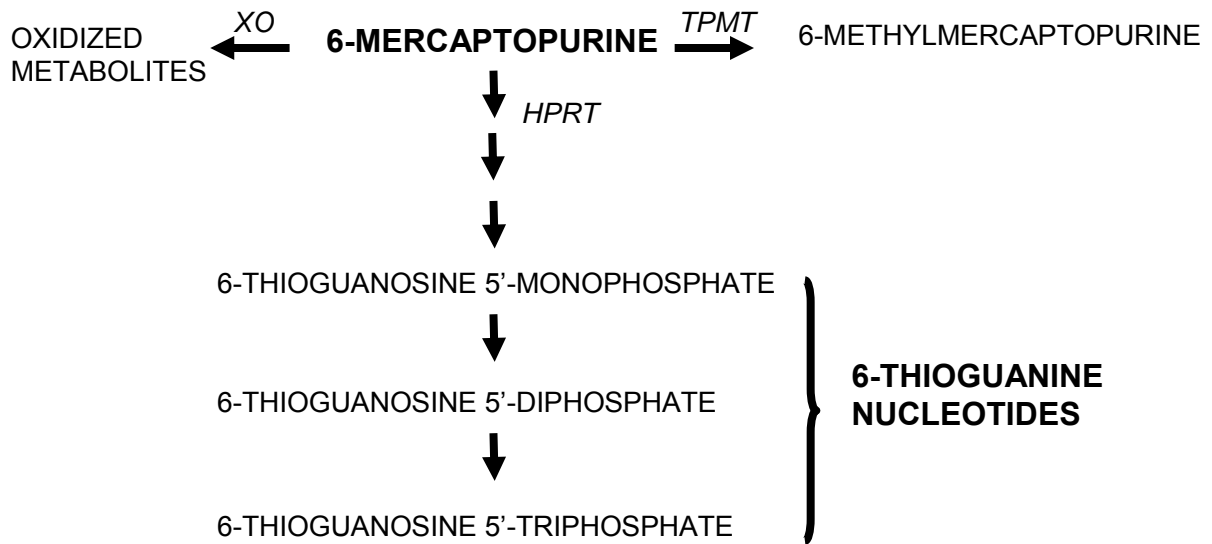 OXIDIZED
METABOLITES
XO
6-MERCAPTOPURINE
TPMT
6-METHYLMERCAPTOPURINE
HPRT
6-THIOGUANOSINE 5’-MONOPHOSPHATE
6-THIOGUANOSINE 5’-DIPHOSPHATE
6-THIOGUANOSINE 5’-TRIPHOSPHATE
6-THIOGUANINE
NUCLEOTIDES